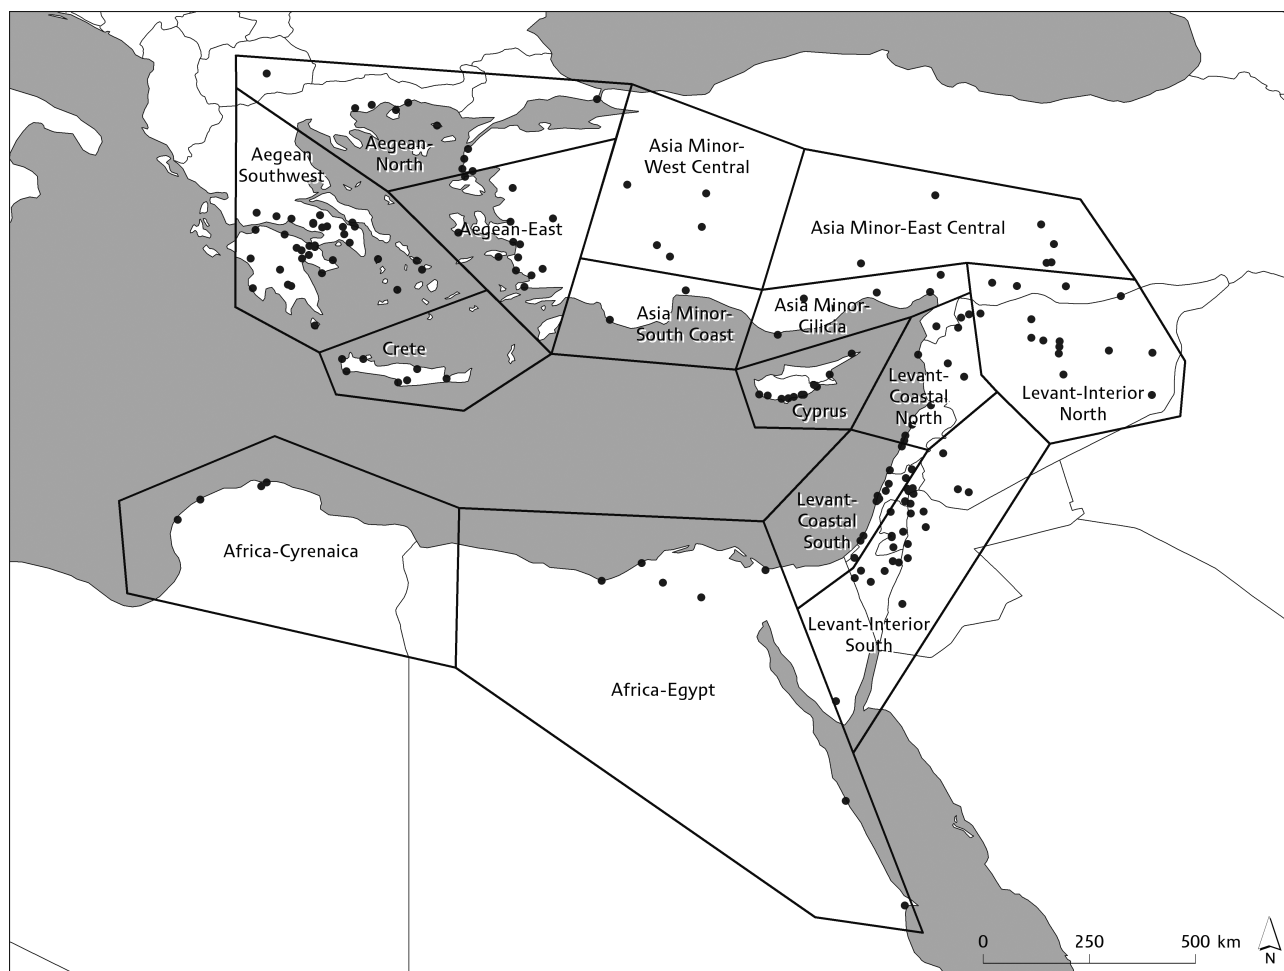 Asia Minor-
West Central
Aegean-
North
Aegean
Southwest
Aegean-East
Asia Minor-East Central
Asia Minor-
South Coast
Asia Minor-
Cilicia
Crete
Cyprus
Levant-
Coastal
North
Levant-Interior
North
Levant-
Coastal
South
Africa-Cyrenaica
Levant-Interior
South
Africa-Egypt
0 250 500 km
N